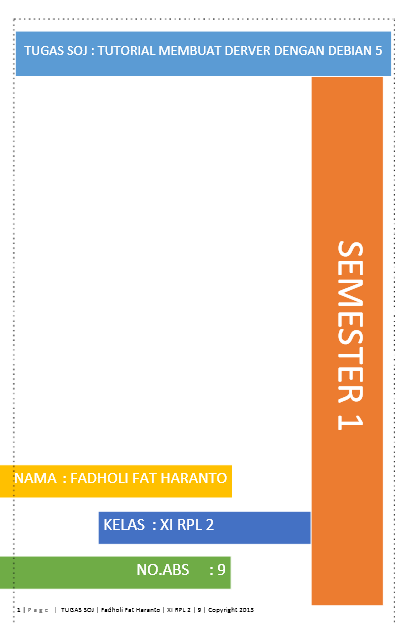 TUGAS SOJ : TUTORIAL MEMBUAT DERVER DENGAN DEBIAN 5
SEMESTER 1
NAMA : FADHOLI FAT HARANTO
KELAS : XI RPL 2
NO.ABS : 9
1 | Page | TUGAS SOJ | Fadholi Fat Haranto | XI RPL 2 | 9 | Copyright 2015